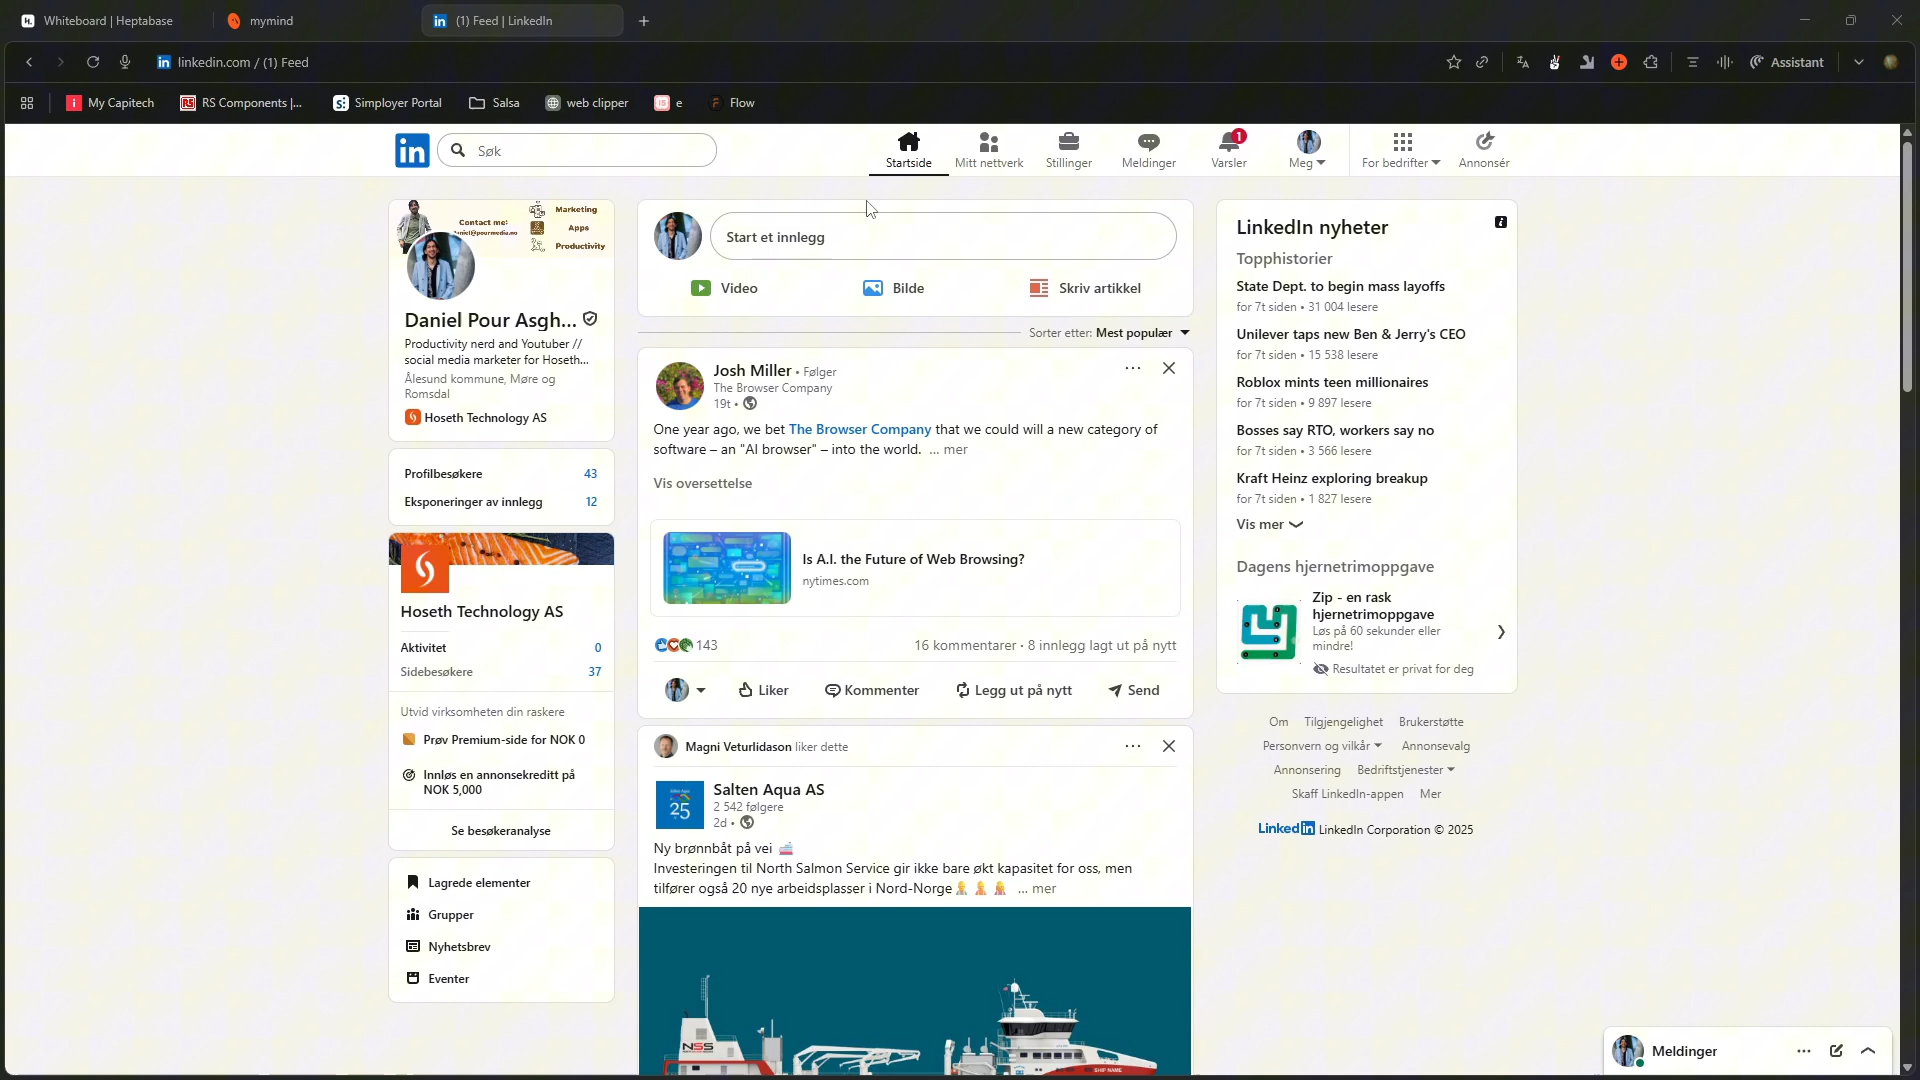 Whiteboard | Heptabase
mymind
(1) Feed | LinkedIn
linkedin.com / (1) Feed
Assistant
My Capitech
RS Components |...
Simployer Portal
Salsa
web clipper
e
Flow
Søk
Startside
Mitt nettverk
Stillinger
Meldinger
1
Varsler
Meg
For bedrifter
Annonsér
Contact me:
Marketing
Apps
Productivity
Daniel Pour Asgh...
Productivity nerd and Youtuber //
social media marketer for Hoseth...
Ålesund kommune, Møre og
Romsdal
Hoseth Technology AS
Profilbesøkere 43
Eksponeringer av innlegg 12
Hoseth Technology AS
Aktivitet 0
Sidebesøkere 37
Utvid virksomheten din raskere
Prøv Premium-side for NOK 0
Innløs en annonsekreditt på
NOK 5,000
Se besøkeranalyse
Lagrede elementer
Grupper
Nyhetsbrev
Eventer
Start et innlegg
Video
Bilde
Skriv artikkel
Sorter etter: Mest populær
Josh Miller • Følger
The Browser Company
19t •
One year ago, we bet The Browser Company that we could will a new category of
software – an "AI browser" – into the world. ... mer
Vis oversettelse
Is A.I. the Future of Web Browsing?
nytimes.com
143
16 kommentarer • 8 innlegg lagt ut på nytt
Liker
Kommenter
Legg ut på nytt
Send
Magni Veturlidason liker dette
25
Salten Aqua AS
2 542 følgere
2d •
Ny brønnbåt på vei
Investeringen til North Salmon Service gir ikke bare økt kapasitet for oss, men
tilfører også 20 nye arbeidsplasser i Nord-Norge ... mer
NSS
SHIP NAME
LinkedIn nyheter
Topphistorier
State Dept. to begin mass layoffs
for 7t siden • 31 004 lesere
Unilever taps new Ben & Jerry's CEO
for 7t siden • 15 538 lesere
Roblox mints teen millionaires
for 7t siden • 9 897 lesere
Bosses say RTO, workers say no
for 7t siden • 3 566 lesere
Kraft Heinz exploring breakup
for 7t siden • 1 827 lesere
Vis mer
Dagens hjernetrimoppgave
Zip - en rask
hjernetrimoppgave
Løs på 60 sekunder eller
mindre!
Resultatet er privat for deg
Om Tilgjengelighet Brukerstøtte
Personvern og vilkår Annonsevalg
Annonsering Bedriftstjenester
Skaff LinkedIn-appen Mer
LinkedIn LinkedIn Corporation © 2025
Meldinger